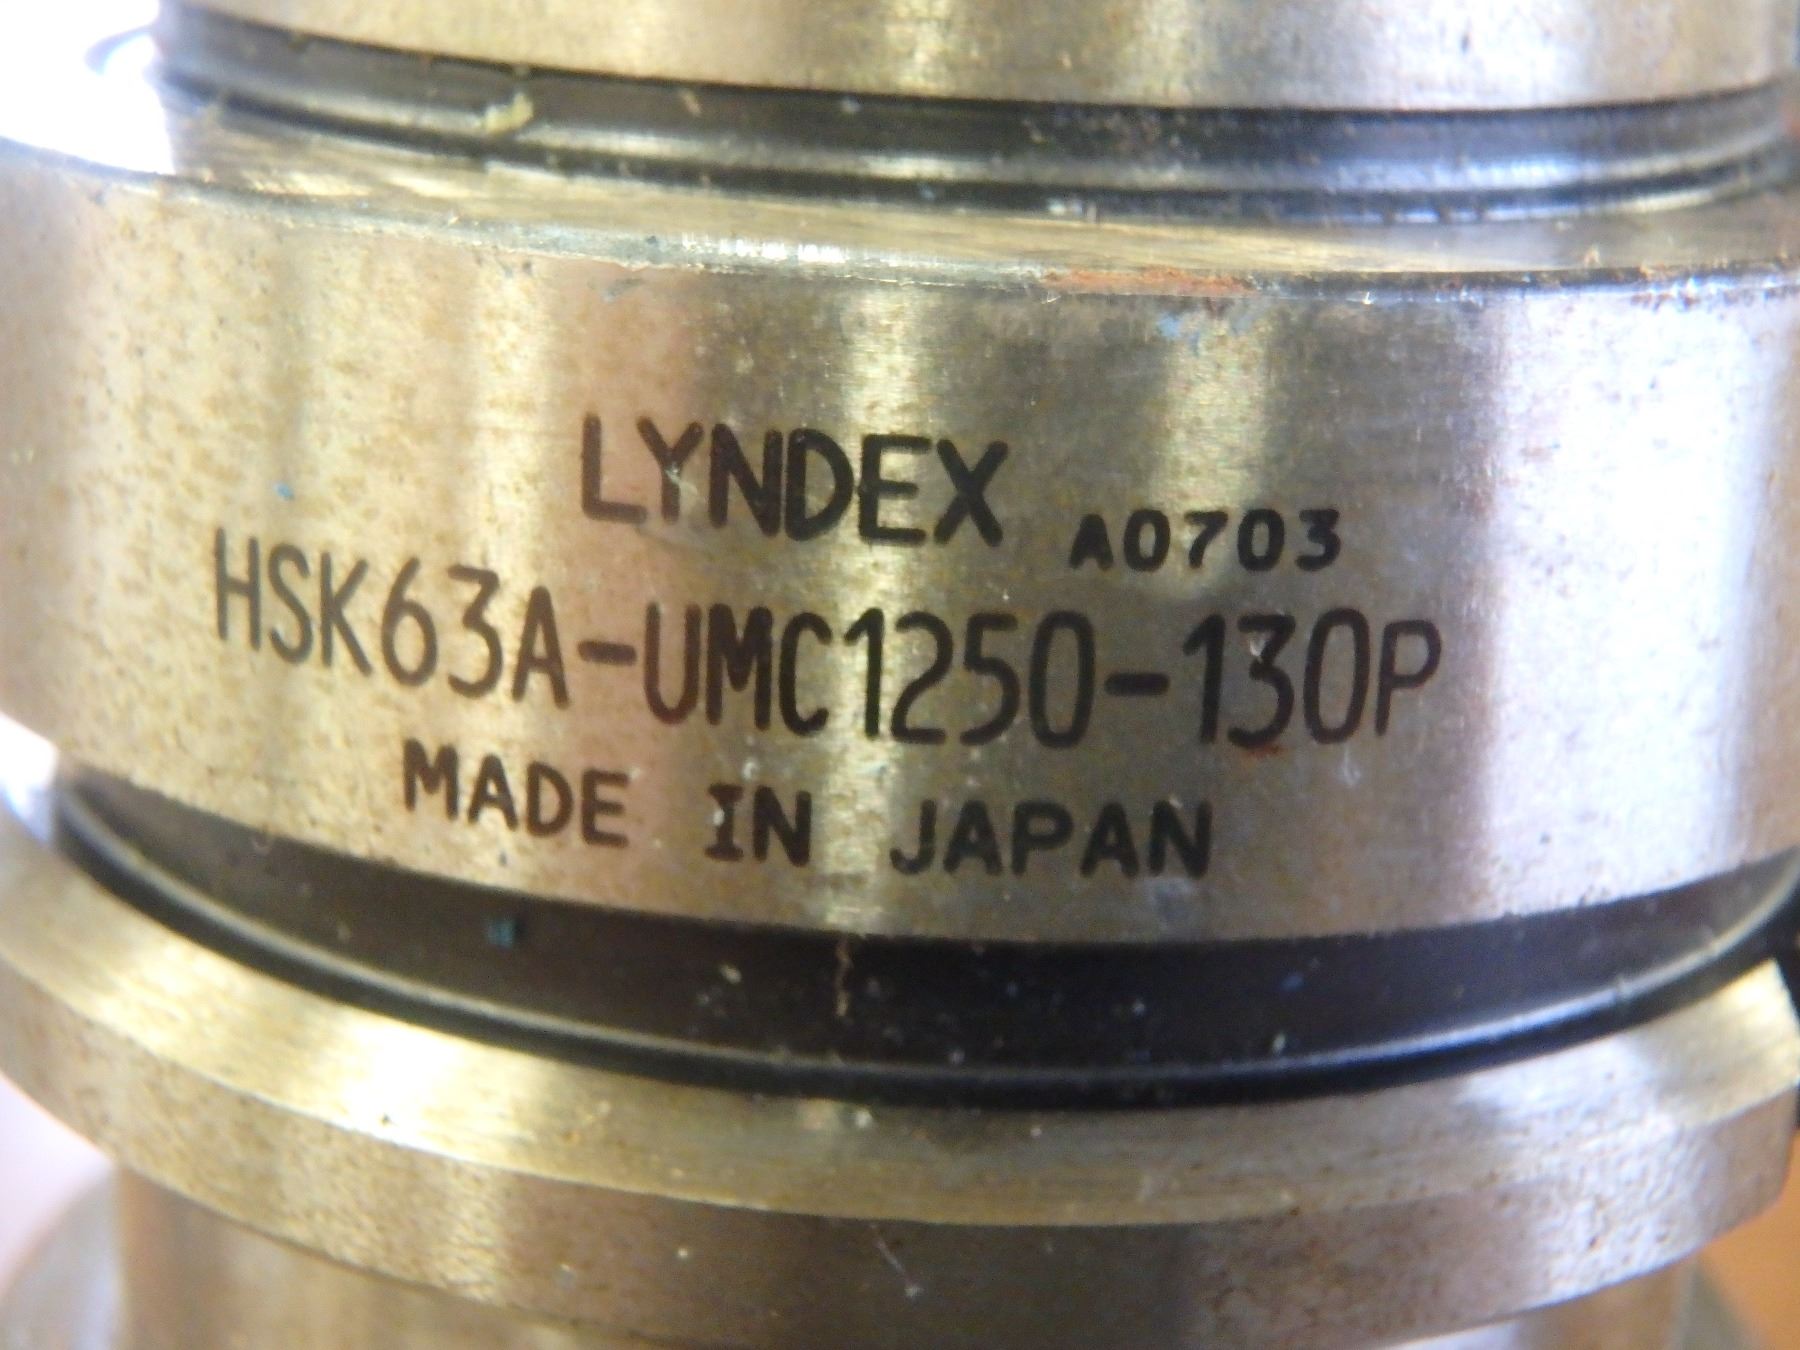 LYNDEX A0703
HSK63A-UMC1250-130P
MADE IN JAPAN